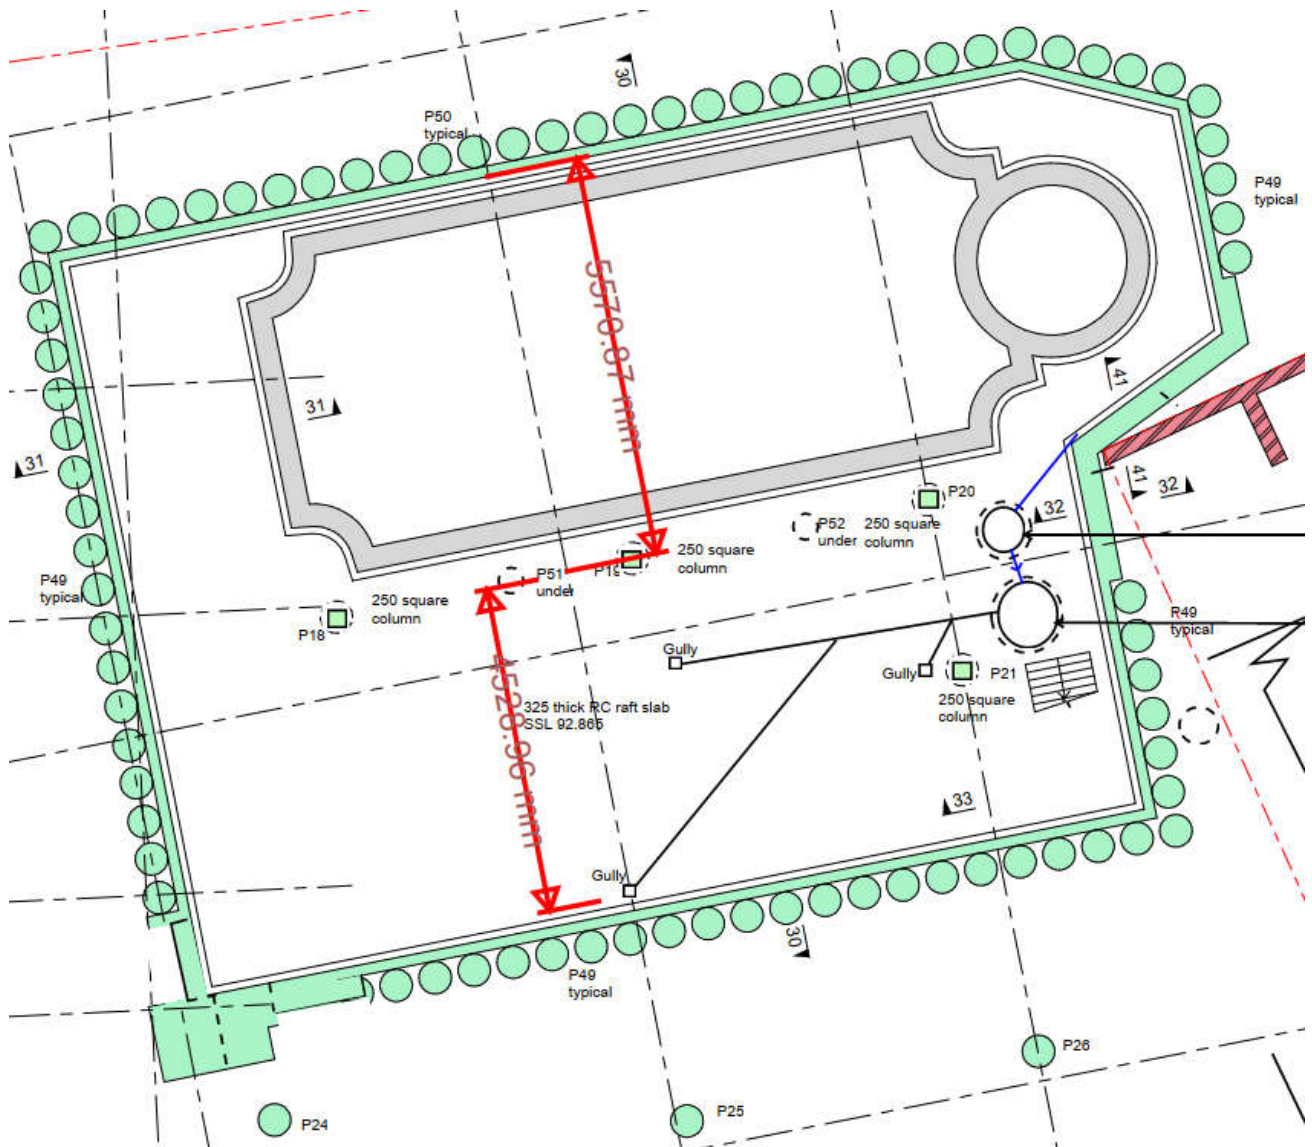 30
P50
typical
P49
typical
5570.87 mm
41
31
31
41
32
P20
32
P52
under
250 square
column
250 square
column
P19
P51
under
P49
typical
250 square
column
P18
P49
typical
Gully
Gully
P21
250 square
column
4528.96 mm
325 thick RC raft slab
SSL 92.865
33
Gully
30
P49
typical
P26
P25
P24